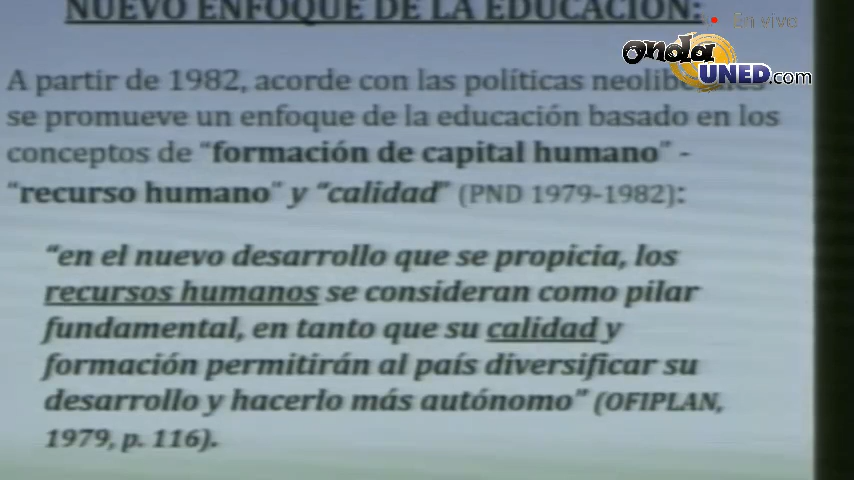 NUEVO ENFOQUE DE LA EDUCACIÓN:
En vivo
onda UNED.com
A partir de 1982, acorde con las políticas
se promueve un enfoque de la educación basado en los
conceptos de “formación de capital humano” -
“recurso humano” y “calidad” (PND 1979-1982):
“en el nuevo desarrollo que se propicia, los
recursos humanos se consideran como pilar
fundamental, en tanto que su calidad y
formación permitirán al país diversificar su
desarrollo y hacerlo más autónomo” (OFIPLAN,
1979, p. 116).